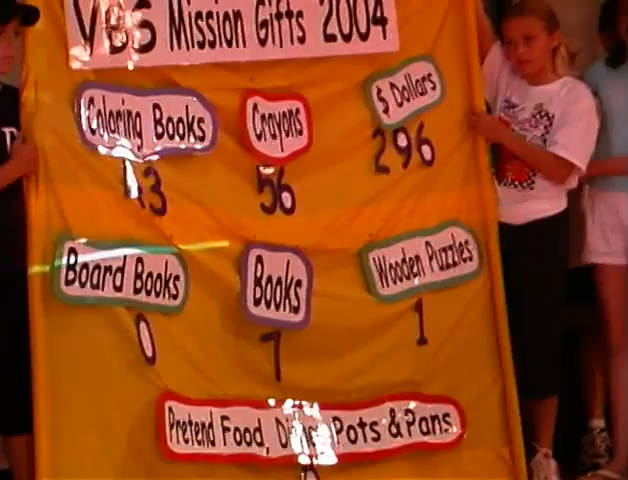 VBS Mission Gifts 2004
Coloring Books
Crayons
$ Dollars
43
56
296
Board Books
Books
Wooden Puzzles
0
7
1
Pretend Food, Pots & Pans